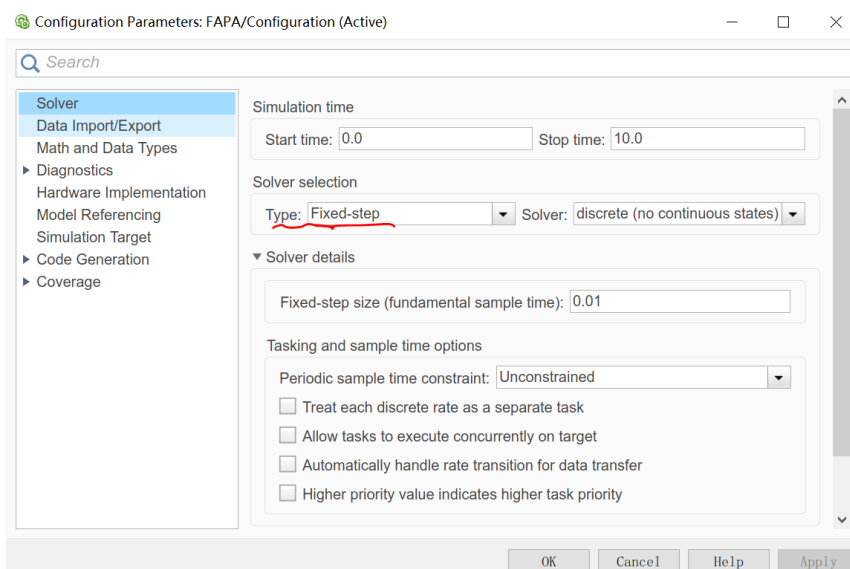 Configuration Parameters: FAPA/Configuration (Active)
Search
Solver
Data Import/Export
Math and Data Types
Diagnostics
Hardware Implementation
Model Referencing
Simulation Target
Code Generation
Coverage
Simulation time
Start time: 0.0 Stop time: 10.0
Solver selection
Type: Fixed-step Solver: discrete (no continuous states)
Solver details
Fixed-step size (fundamental sample time): 0.01
Tasking and sample time options
Periodic sample time constraint: Unconstrained
Treat each discrete rate as a separate task
Allow tasks to execute concurrently on target
Automatically handle rate transition for data transfer
Higher priority value indicates higher task priority
OK Cancel Help Apply